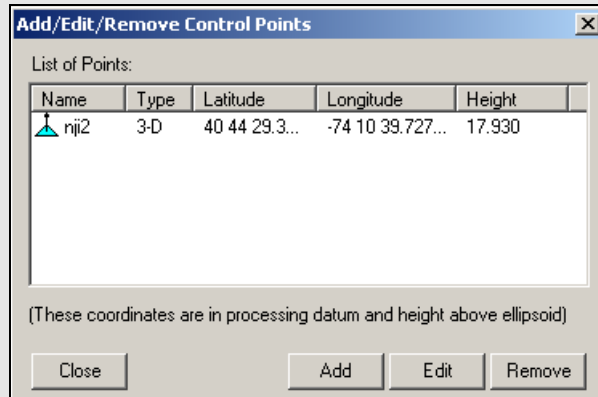 Add/Edit/Remove Control Points
List of Points:
Name Type Latitude Longitude Height
nji2 3-D 40 44 29.3... -74 10 39.727... 17.930
(These coordinates are in processing datum and height above ellipsoid)
Close Add Edit Remove